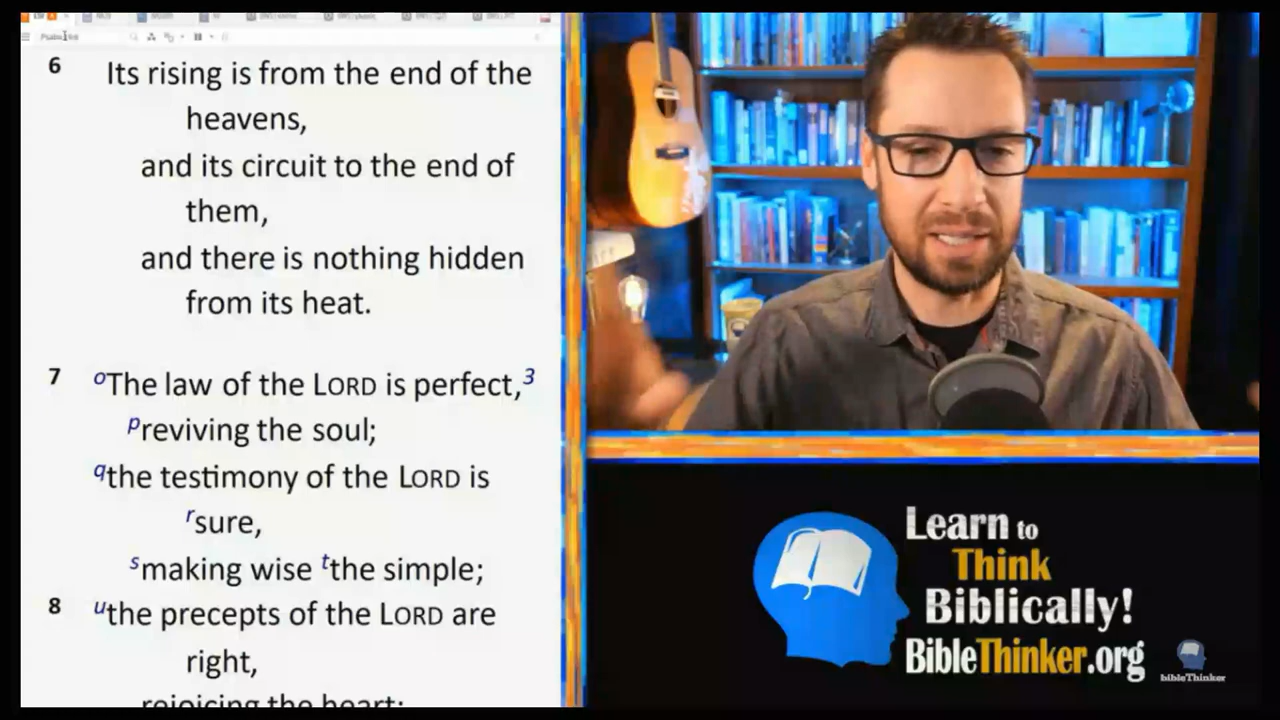 6 Its rising is from the end of the
heavens,
and its circuit to the end of
them,
and there is nothing hidden
from its heat.
7 oThe law of the LORD is perfect,3
previving the soul;
qthe testimony of the LORD is
rsure,
smaking wise tthe simple;
8 uthe precepts of the LORD are
right,
rejoicing the heart;
Learn to
Think
Biblically!
BibleThinker.org
bibleThinker